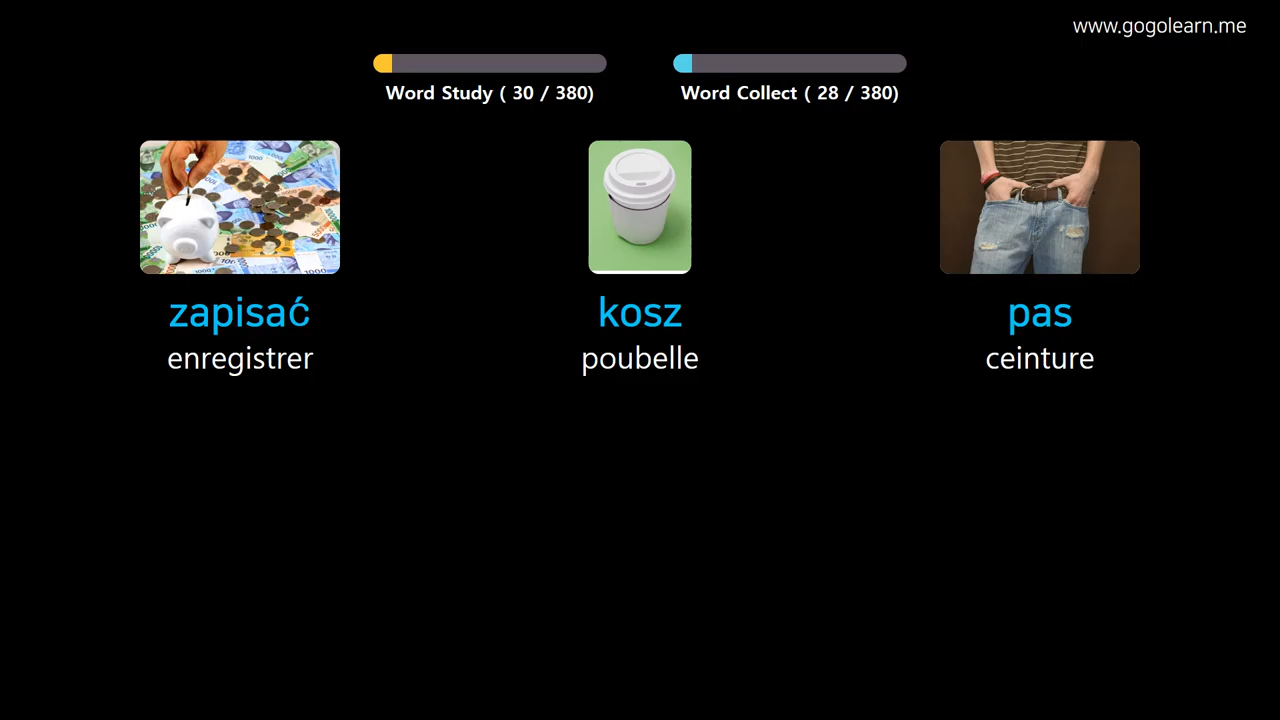 www.gogolearn.me
Word Study ( 30 / 380)
Word Collect ( 28 / 380)
zapisać
kosz
pas
enregistrer
poubelle
ceinture